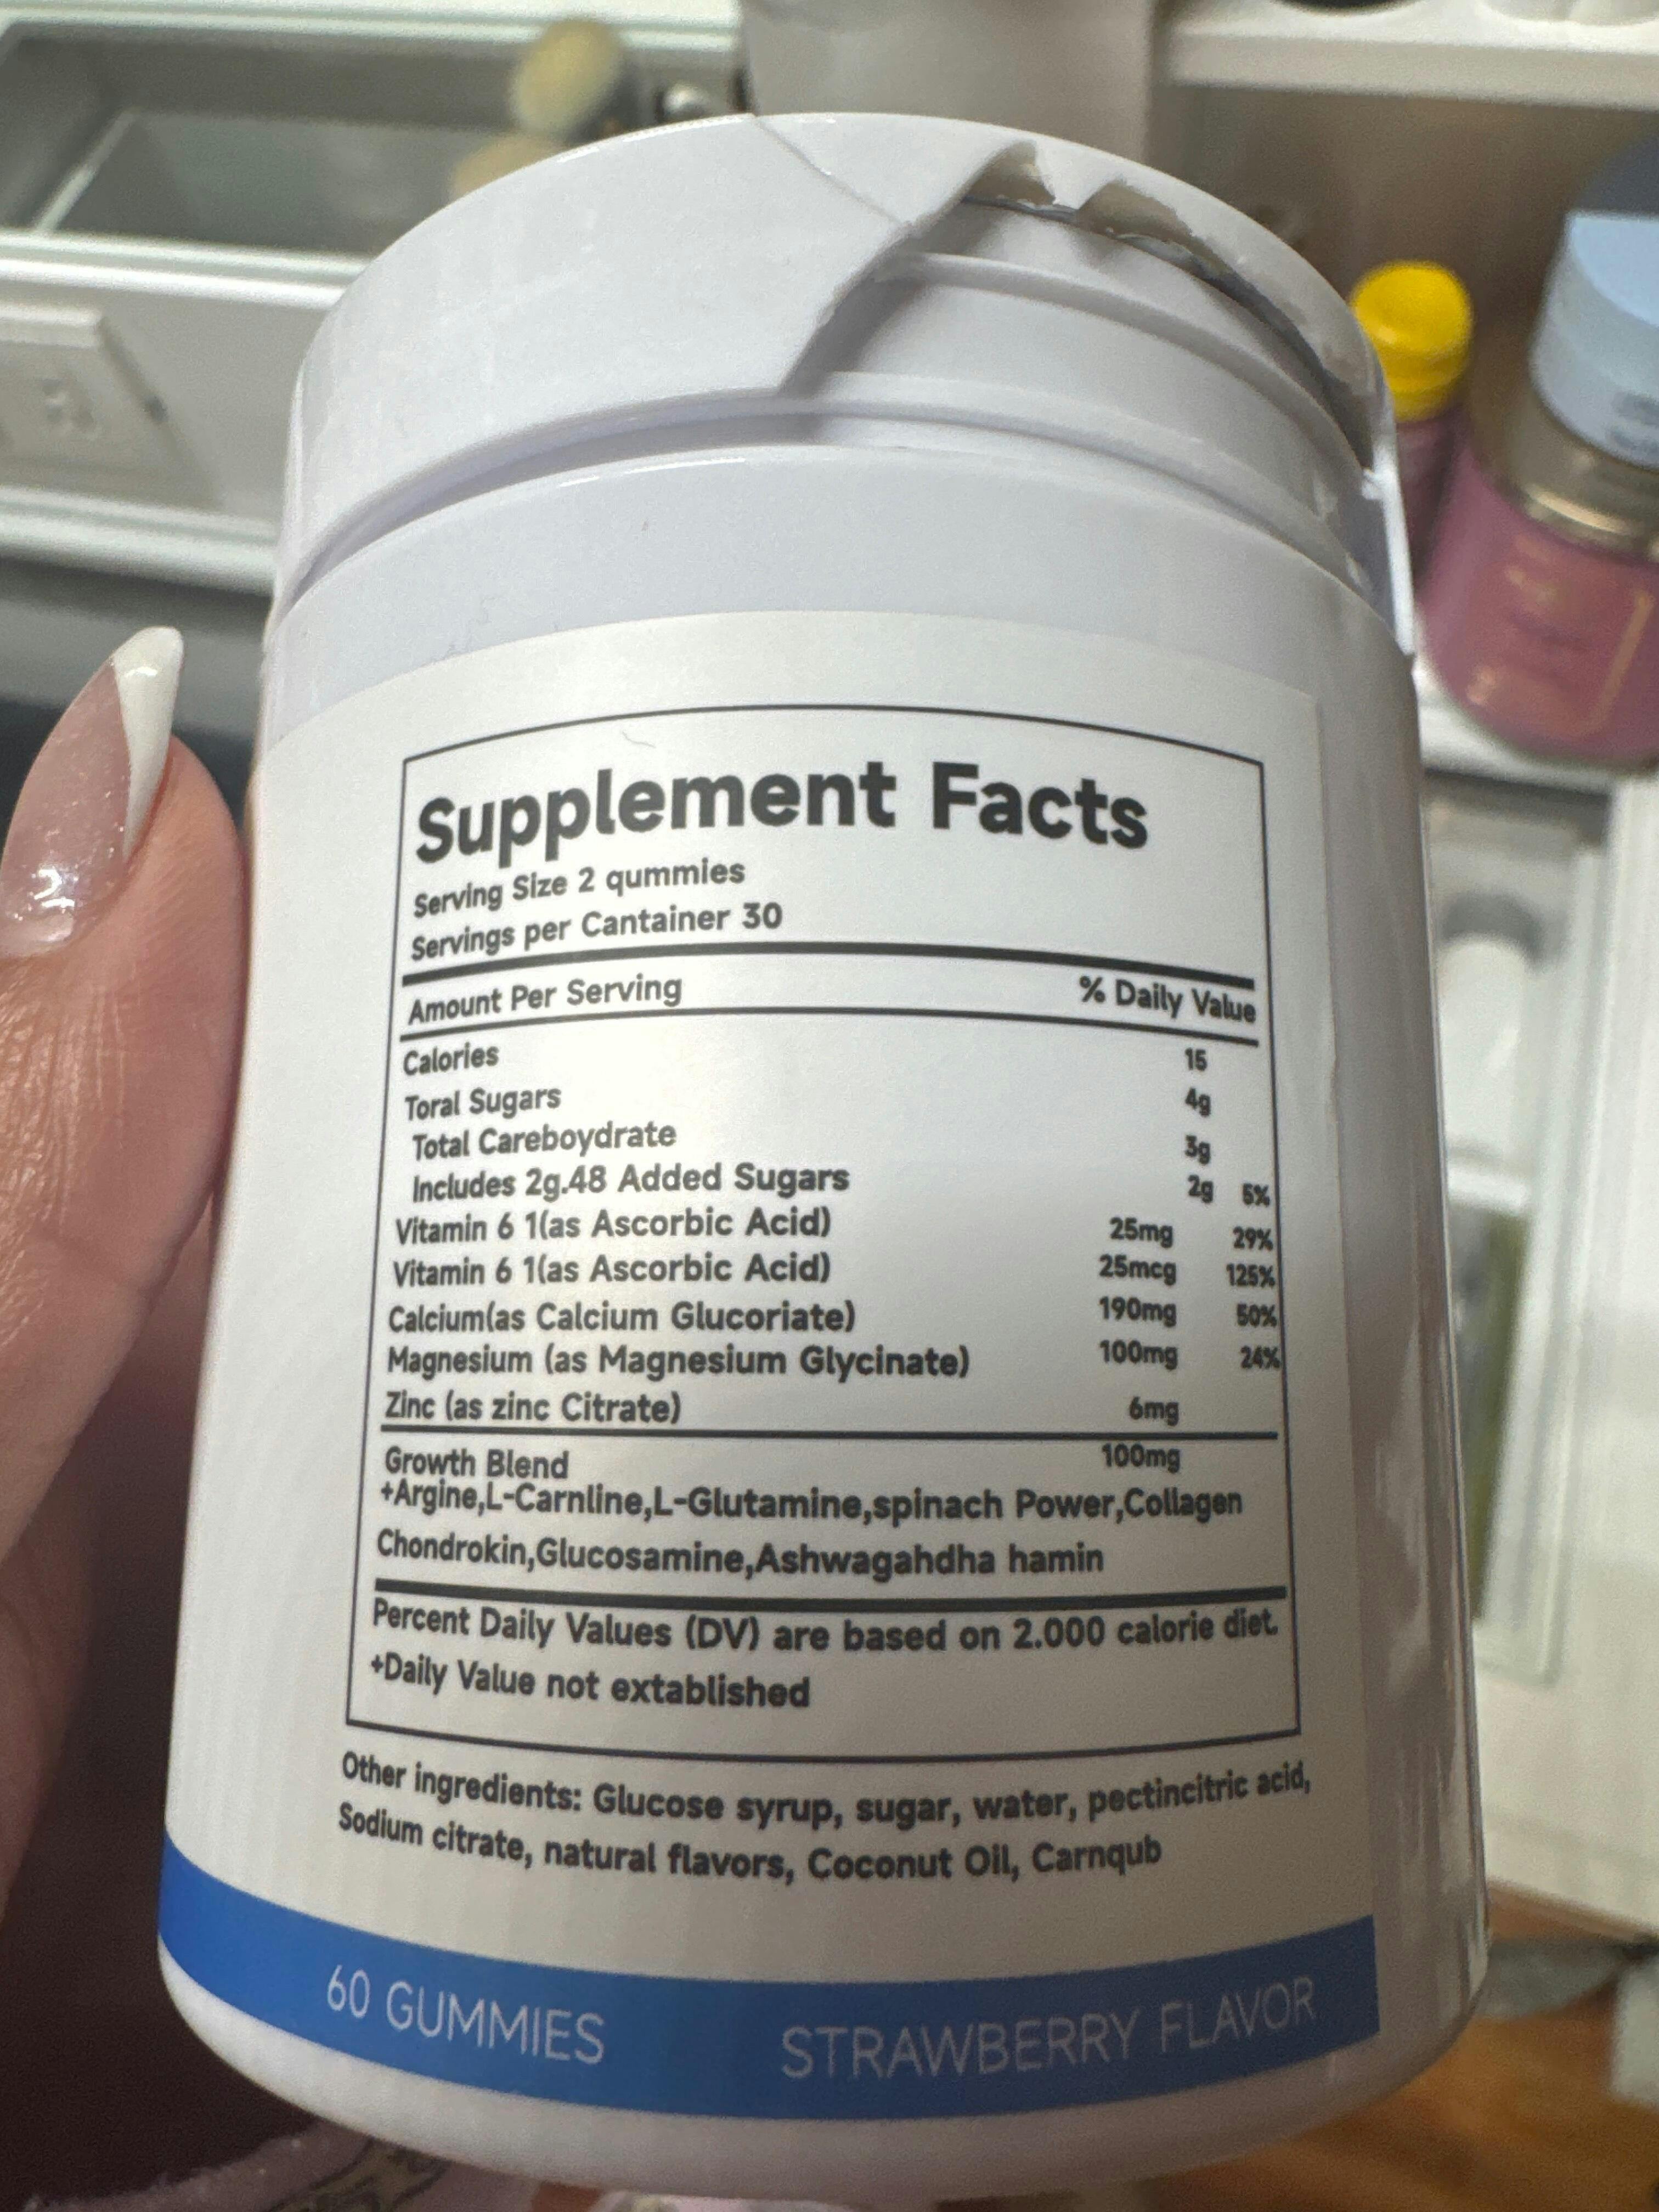 Supplement Facts
Serving Size 2 qummies
Servings per Cantainer 30
Amount Per Serving % Daily Value
Calories 15
Toral Sugars 4g
Total Careboydrate 3g
Includes 2g.48 Added Sugars 2g 5%
Vitamin 6 1(as Ascorbic Acid) 25mg 29%
Vitamin 6 1(as Ascorbic Acid) 25mcg 125%
Calcium(as Calcium Glucoriate) 190mg 50%
Magnesium (as Magnesium Glycinate) 100mg 24%
Zinc (as zinc Citrate) 6mg
Growth Blend 100mg
+Argine,L-Carnline,L-Glutamine,spinach Power,Collagen
Chondrokin,Glucosamine,Ashwagahdha hamin
Percent Daily Values (DV) are based on 2.000 calorie diet.
+Daily Value not extablished
Other ingredients: Glucose syrup, sugar, water, pectincitric acid,
Sodium citrate, natural flavors, Coconut Oil, Carnqub
60 GUMMIES STRAWBERRY FLAVOR